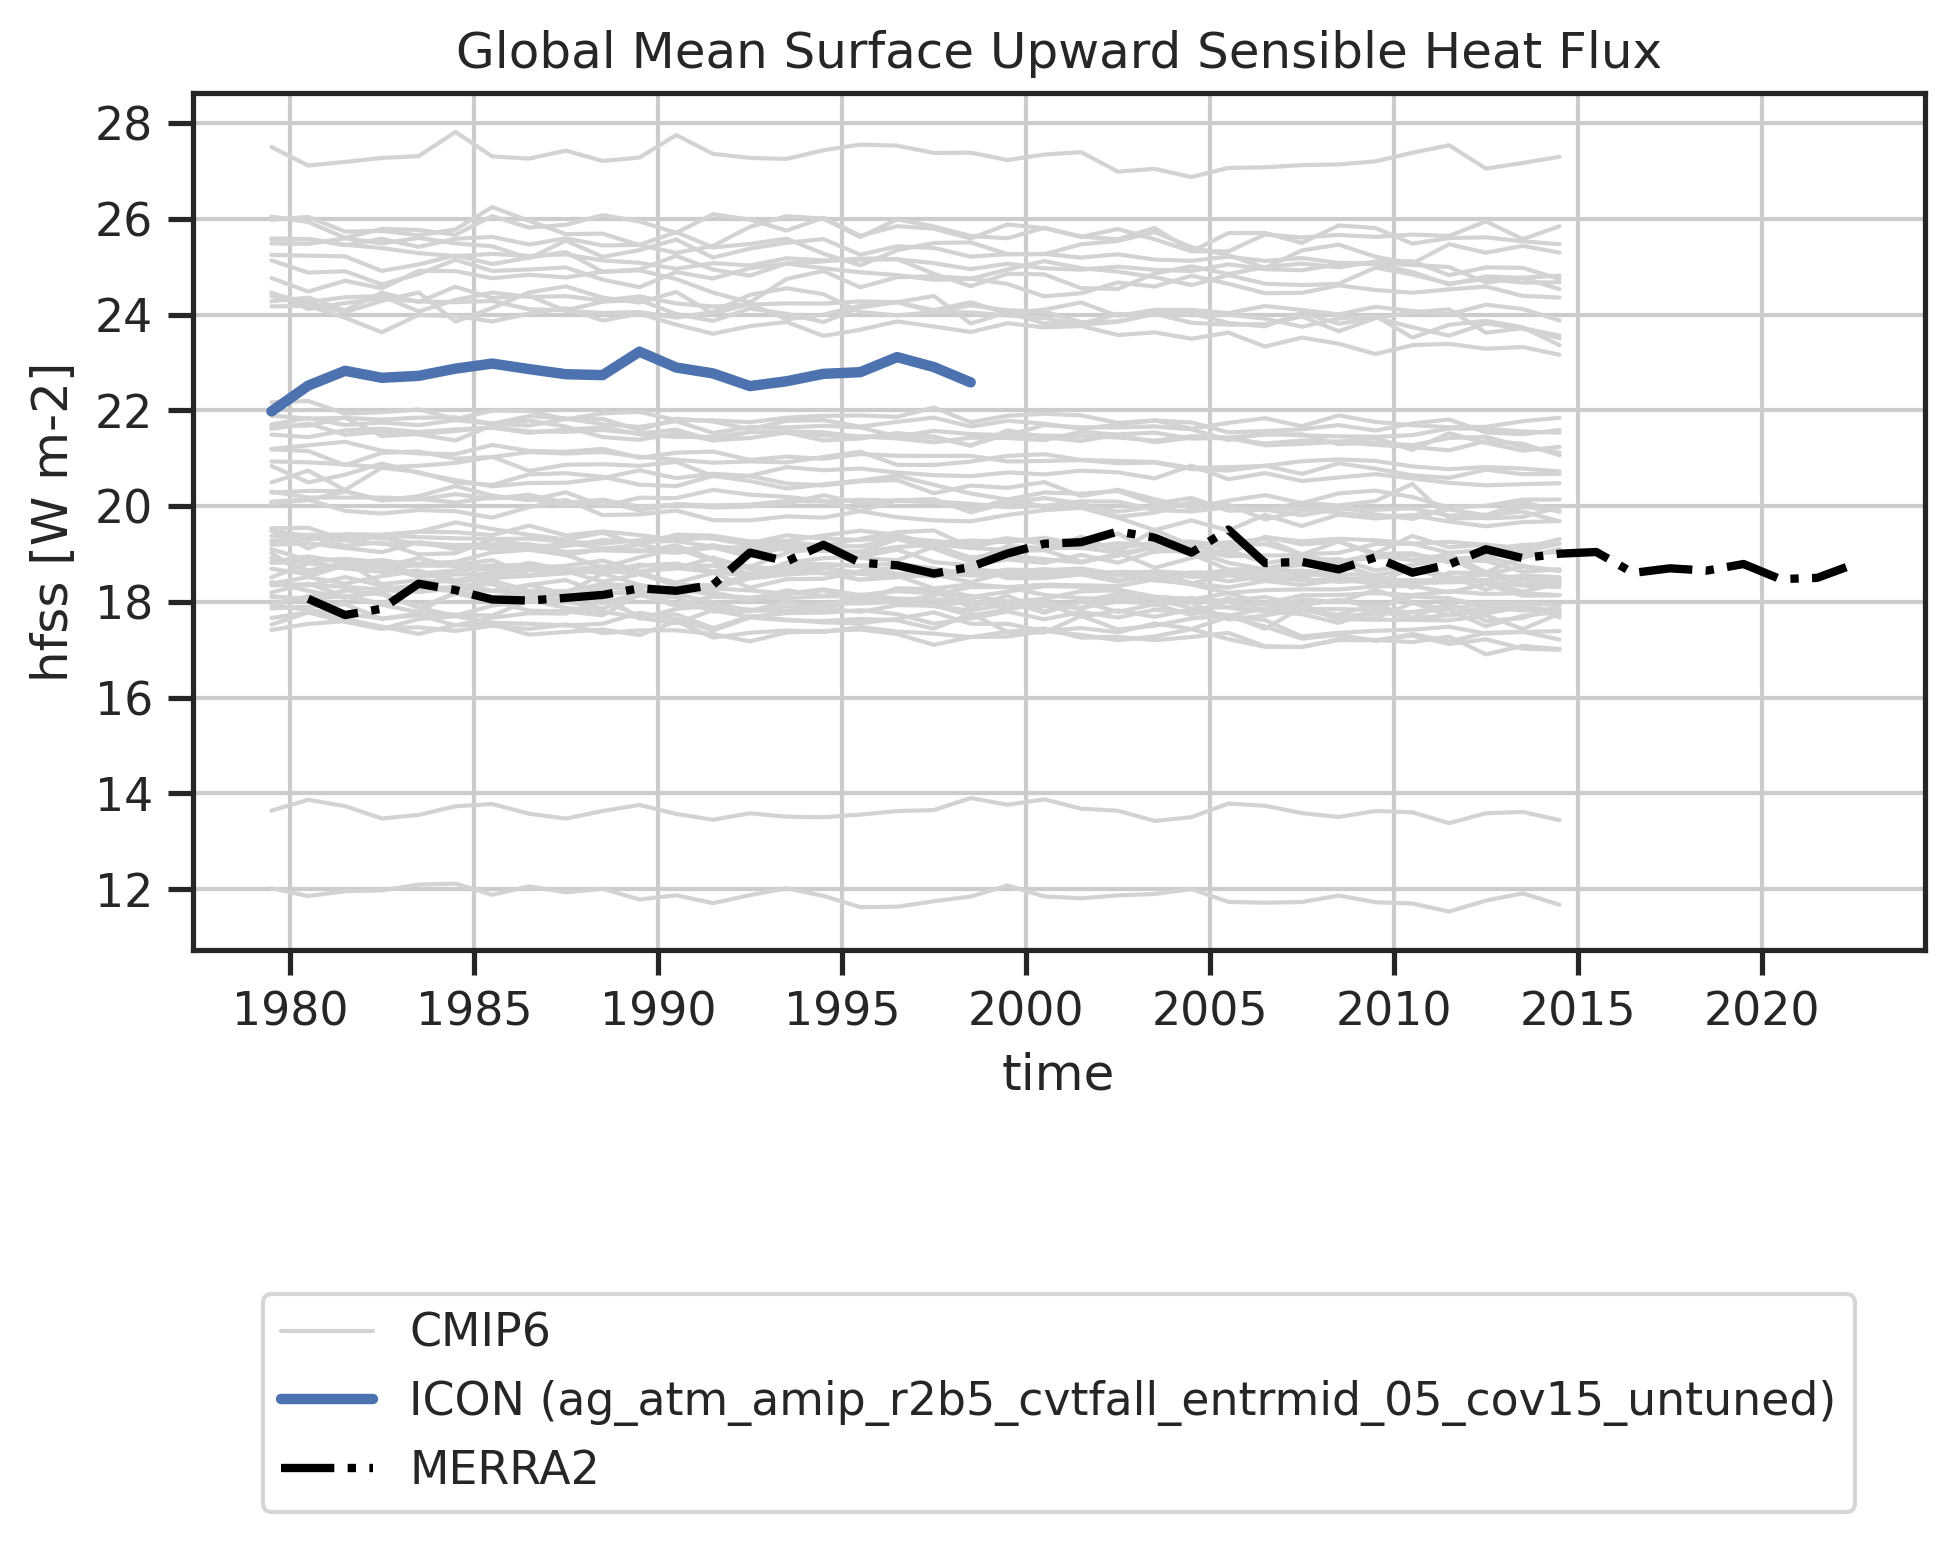 Global Mean Surface Upward Sensible Heat Flux
28
26
24
22
20
18
16
14
12
hfss [W m-2]
1980 1985 1990 1995 2000 2005 2010 2015 2020
time
CMIP6
ICON (ag_atm_amip_r2b5_cvtfall_entrmid_05_cov15_untuned)
MERRA2